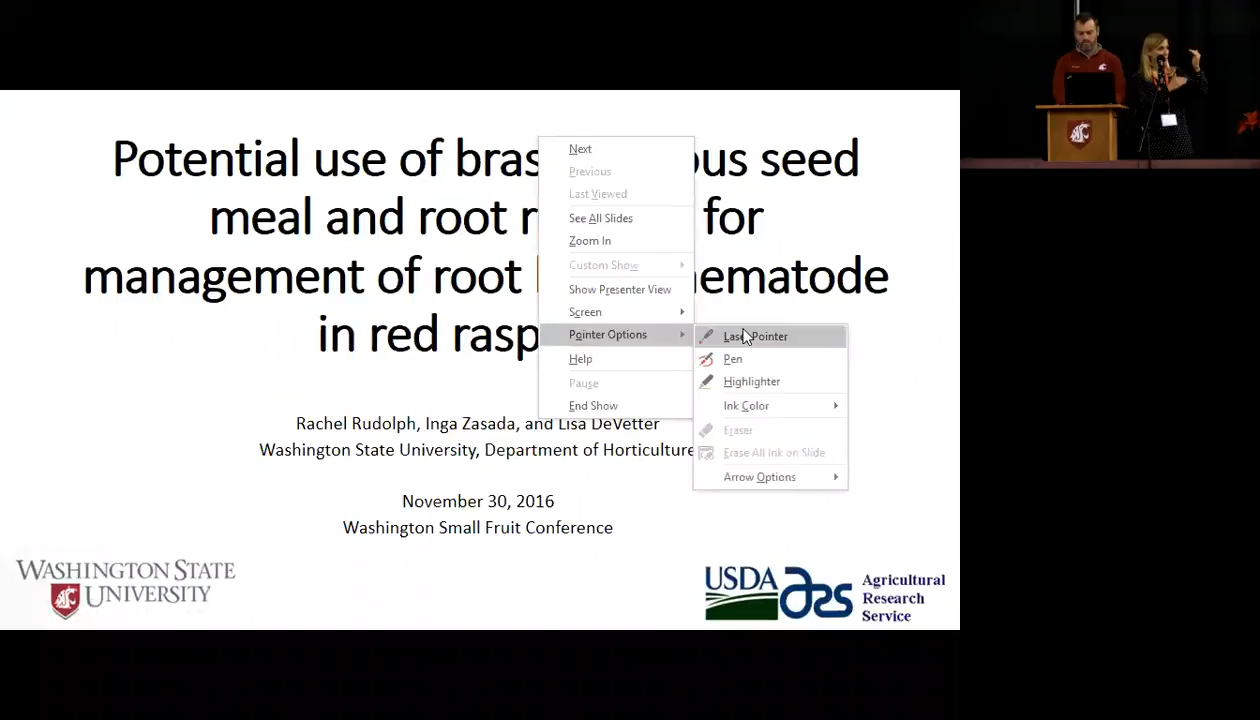 Potential use of bras ous seed
meal and root r for
management of root nematode
in red rasp
Rachel Rudolph, Inga Zasada, and Lisa DeVetter
Washington State University, Department of Horticulture
November 30, 2016
Washington Small Fruit Conference
Next
Previous
Last Viewed
See All Slides
Zoom In
Custom Show
Show Presenter View
Screen
Pointer Options
Help
Pause
End Show
Laser Pointer
Pen
Highlighter
Ink Color
Eraser
Erase All Ink on Slide
Arrow Options
WASHINGTON STATE
UNIVERSITY
USDA ars
Agricultural
Research
Service